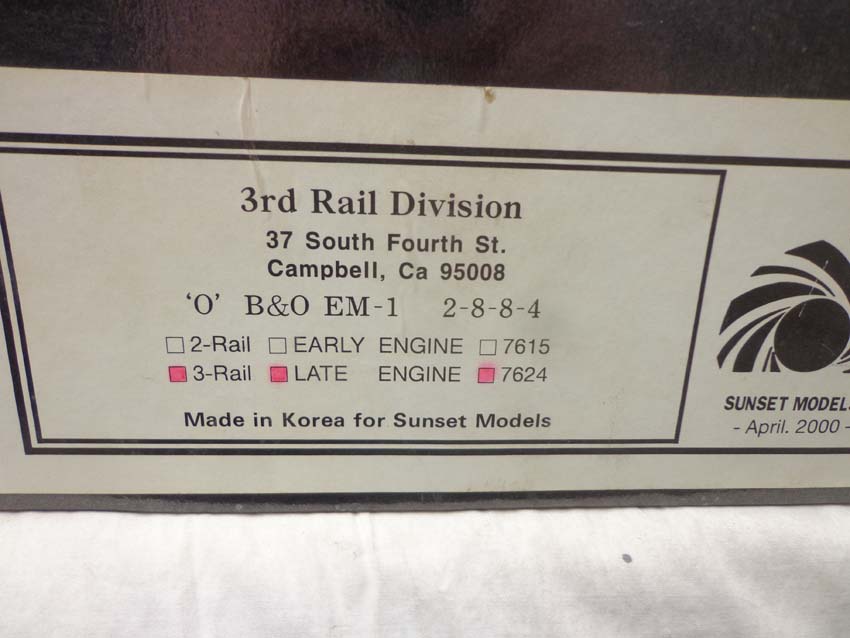 3rd Rail Division
37 South Fourth St.
Campbell, Ca 95008
'O' B&O EM-1 2-8-8-4
☐ 2-Rail ☐ EARLY ENGINE ☐ 7615
■ 3-Rail ■ LATE ENGINE ■ 7624
Made in Korea for Sunset Models
SUNSET MODELS
- April. 2000 -